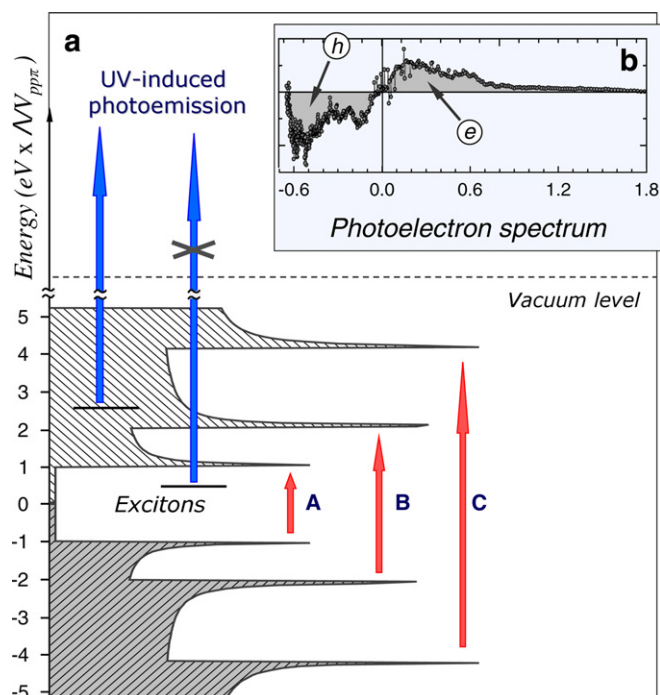 a
UV-induced
photoemission
b
h
e
-0.6 0.0 0.6 1.2 1.8
Photoelectron spectrum
Vacuum level
Energy (eV x Λ/Vppπ)
5
4
3
2
1
0
-1
-2
-3
-4
-5
Excitons
A
B
C